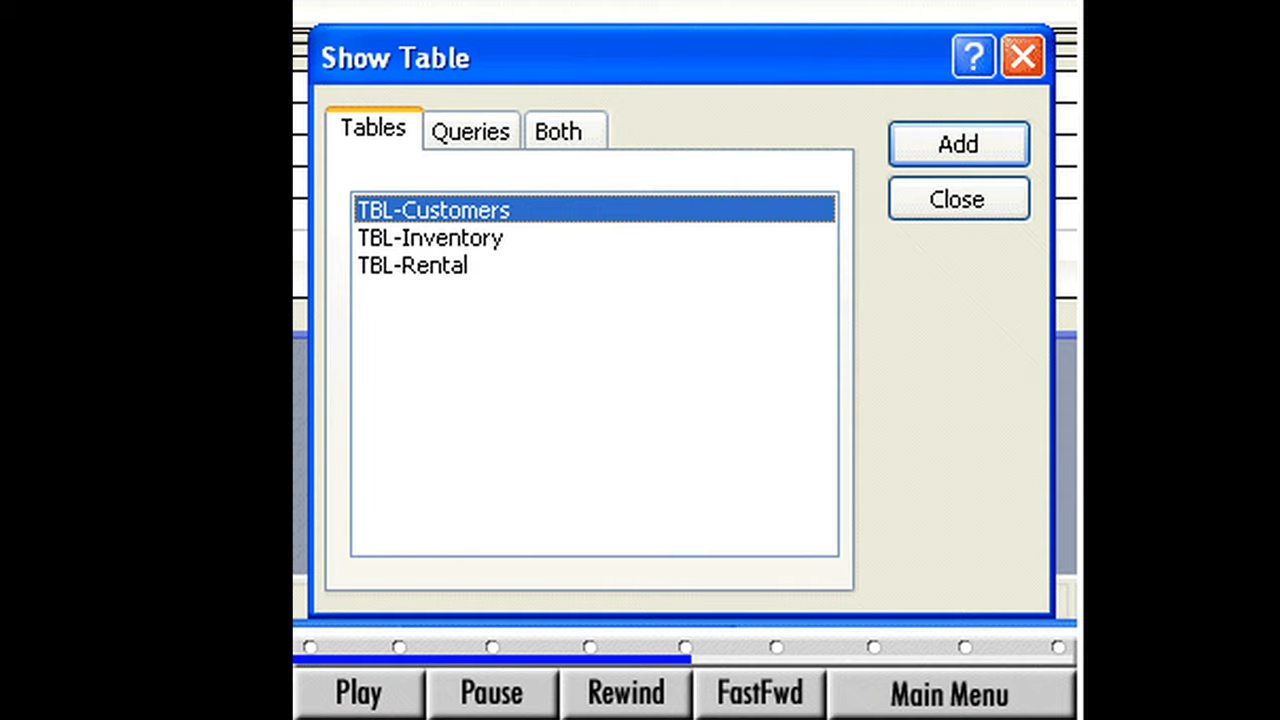 Show Table
?
Tables Queries Both
Add
Close
TBL-Customers
TBL-Inventory
TBL-Rental
Play Pause Rewind FastFwd Main Menu